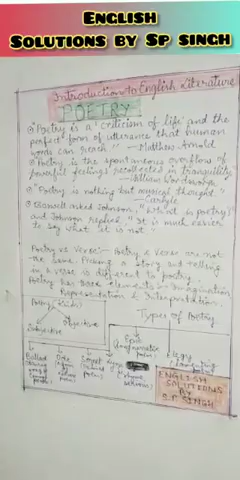 ENGLISH
SOLUTIONS BY SP SINGH
Introduction to English Literature
POETRY
"Poetry is a "criticism of life" and the
perfect form of utterance that human
words can reach" – Matthew Arnold
Poetry is the spontaneous overflow of
powerful feelings recollected in tranquility
William Wordsworth
"Poetry is nothing but musical thought."
– Carlyle
Boswell asked Johnson, "What is poetry"
and Johnson replied "It is much easier
to say what it is not."
Poetry vs Verse:- Poetry & Verse are not
the same. a story and telling
in a verse is different to poetry.
Poetry has elements - Imagination,
Representation & Interpretation.
Poetry
Types of Poetry
Subjective
Objective
Epic
Elegy
Ballad
Ode
Sonnet
ENGLISH
SOLUTIONS
BY
S.P SINGH